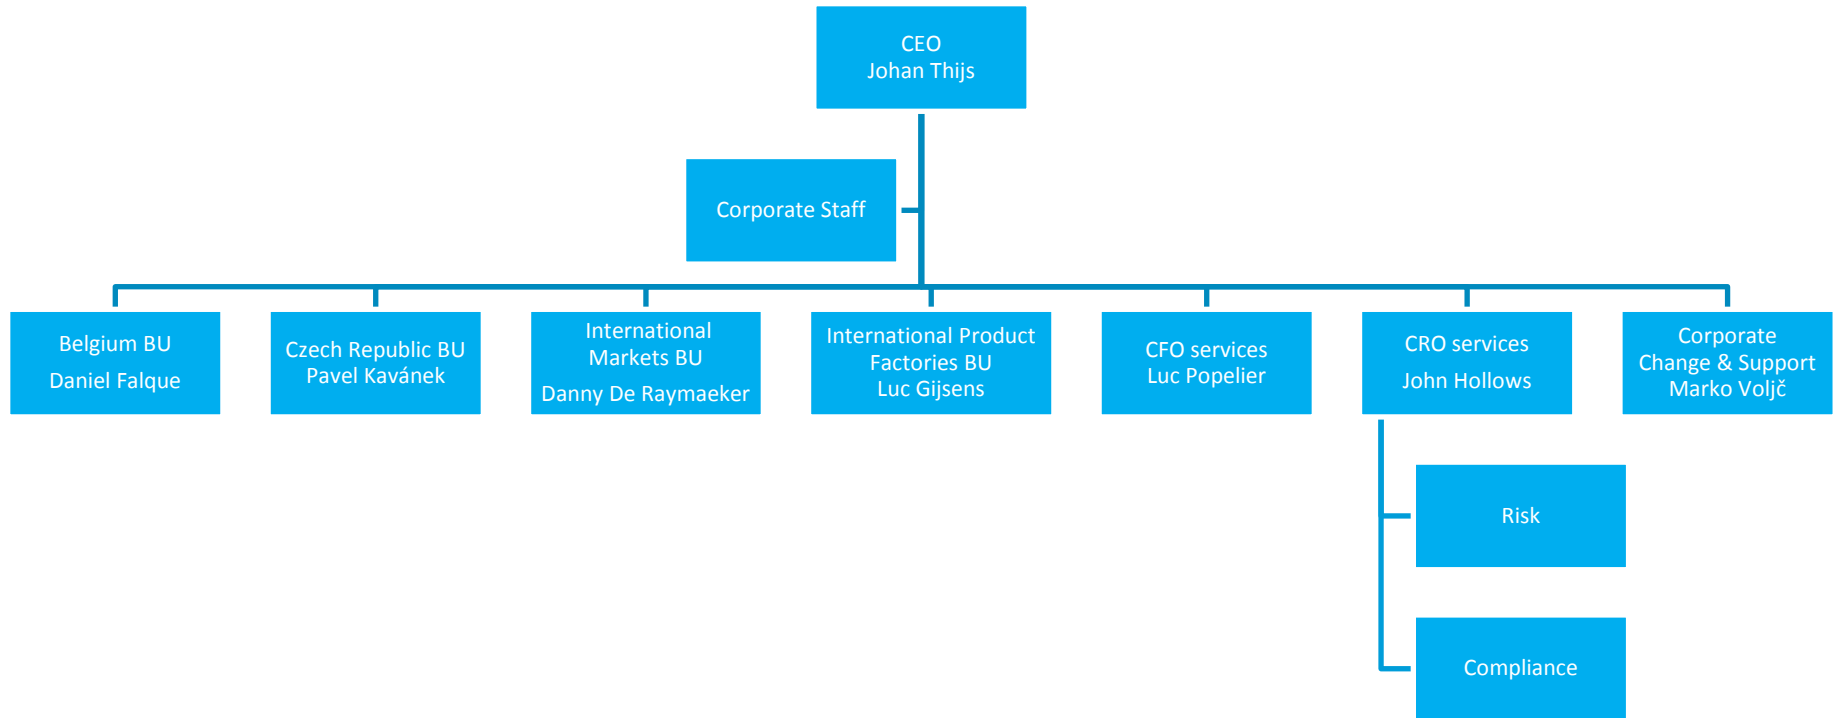 CEO
Johan Thijs
Corporate Staff
Belgium BU
Daniel Falque
Czech Republic BU
Pavel Kavánek
International
Markets BU
Danny De Raymaeker
International Product
Factories BU
Luc Gijsens
CFO services
Luc Popelier
CRO services
John Hollows
Corporate
Change & Support
Marko Voljč
Risk
Compliance